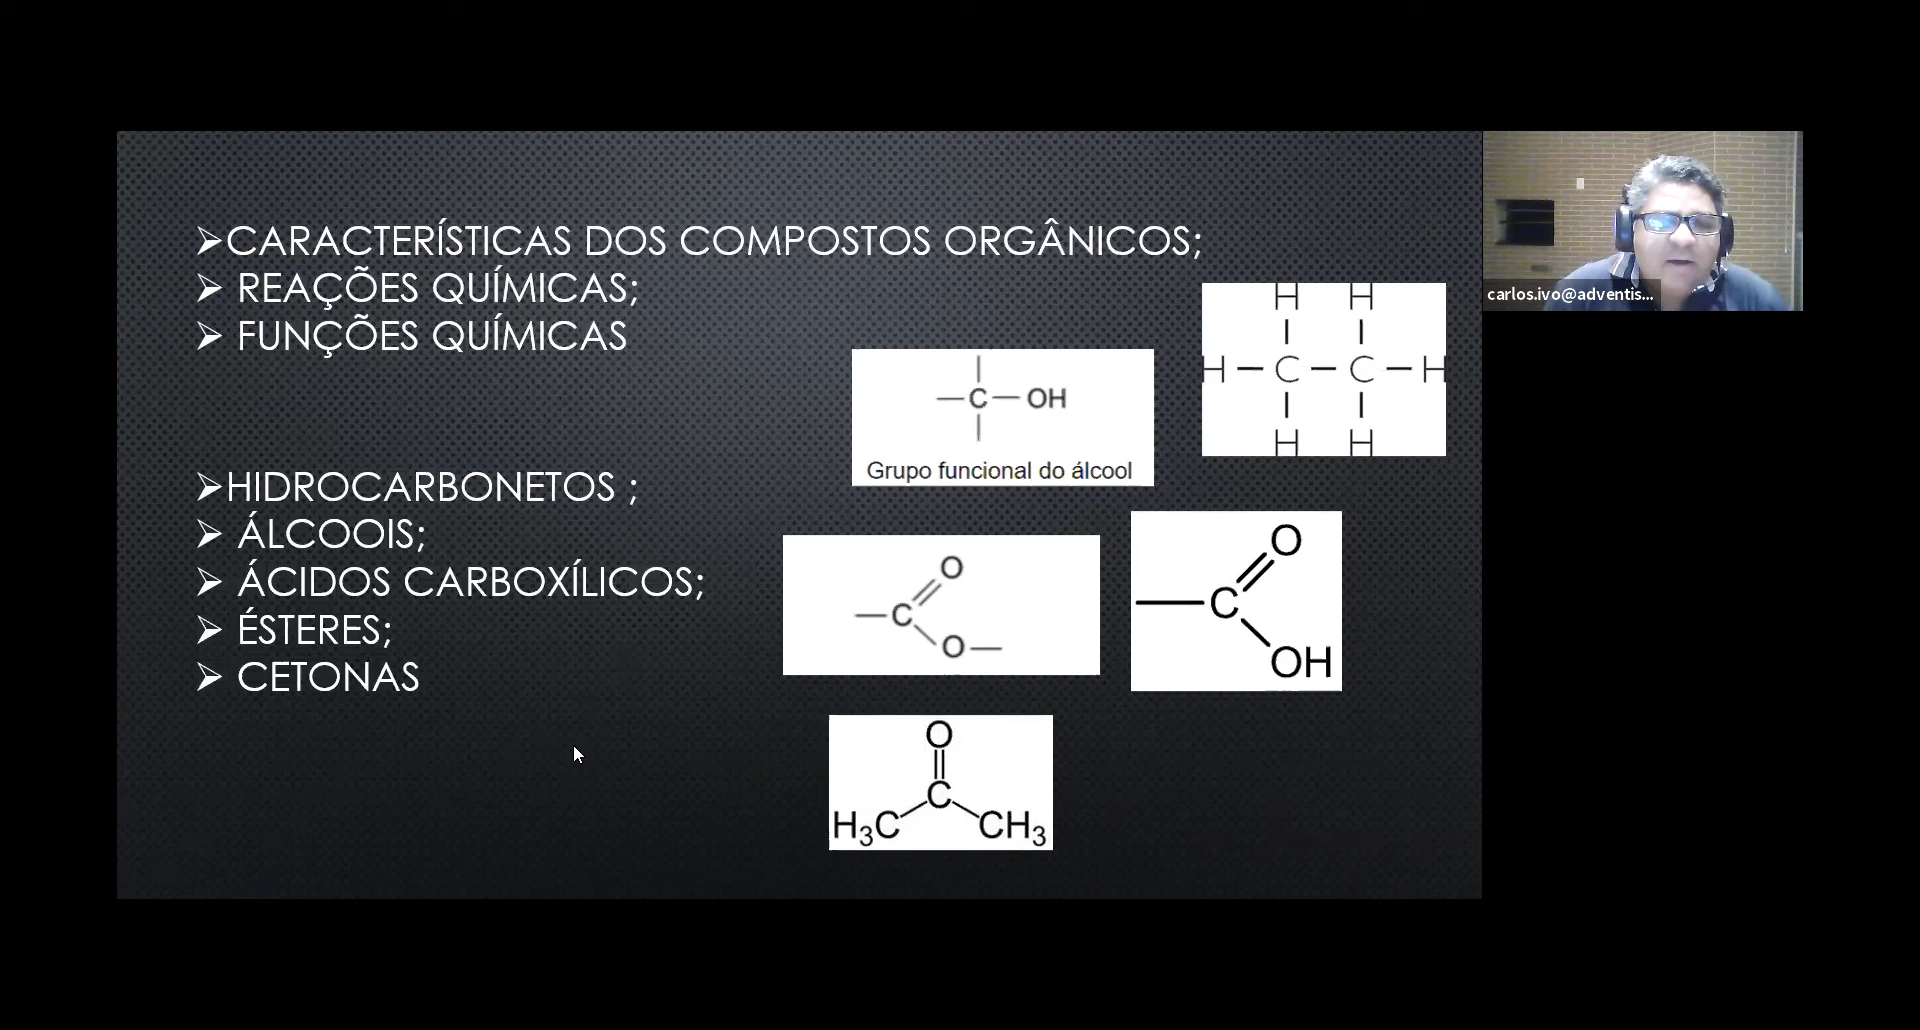 ➢CARACTERÍSTICAS DOS COMPOSTOS ORGÂNICOS;
➢ REAÇÕES QUÍMICAS;
➢ FUNÇÕES QUÍMICAS
➢HIDROCARBONETOS ;
➢ ÁLCOOIS;
➢ ÁCIDOS CARBOXÍLICOS;
➢ ÉSTERES;
➢ CETONAS
H H
H – C – C – H
H H
– C – OH
Grupo funcional do álcool
O
– C
O –
O
– C
OH
O
C
H₃C CH₃
carlos.ivo@adventis...